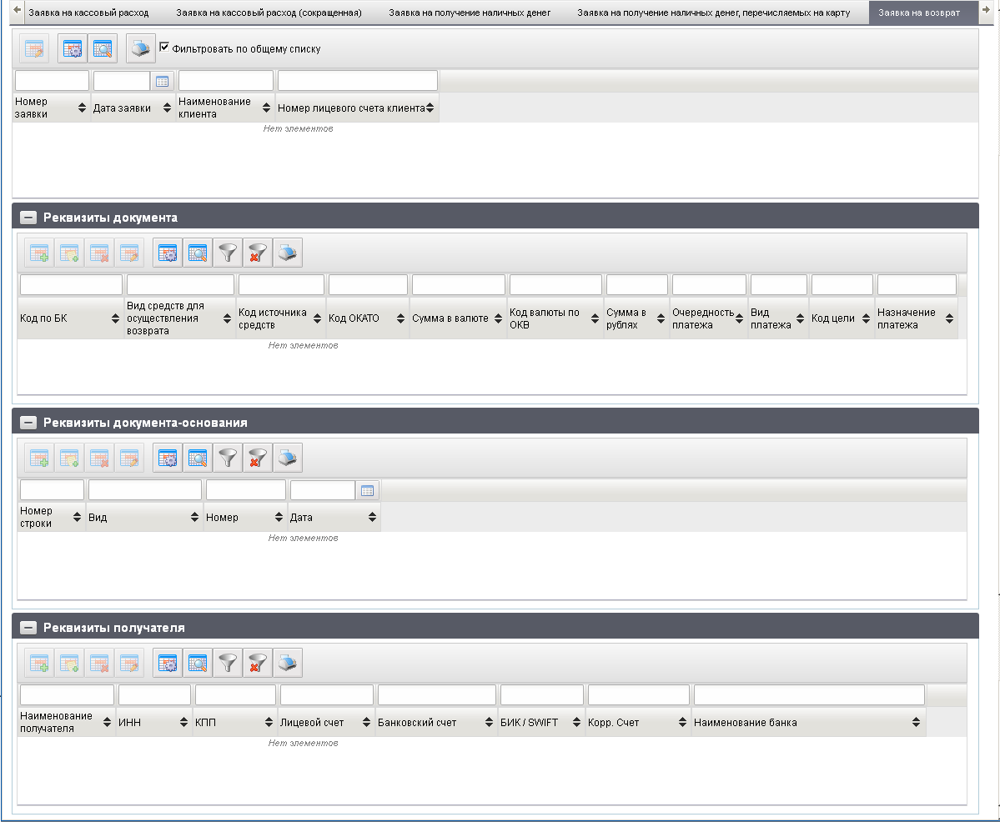 Заявка на кассовый расход Заявка на кассовый расход (сокращенная) Заявка на получение наличных денег Заявка на получение наличных денег, перечисляемых на карту Заявка на возврат
Фильтровать по общему списку
Номер заявки Дата заявки Наименование клиента Номер лицевого счета клиента
Нет элементов
Реквизиты документа
Код по БК Вид средств для осуществления возврата Код источника средств Код ОКАТО Сумма в валюте Код валюты по ОКВ Сумма в рублях Очередность платежа Вид платежа Код цели Назначение платежа
Нет элементов
Реквизиты документа-основания
Номер строки Вид Номер Дата
Нет элементов
Реквизиты получателя
Наименование получателя ИНН КПП Лицевой счет Банковский счет БИК / SWIFT Корр. Счет Наименование банка
Нет элементов